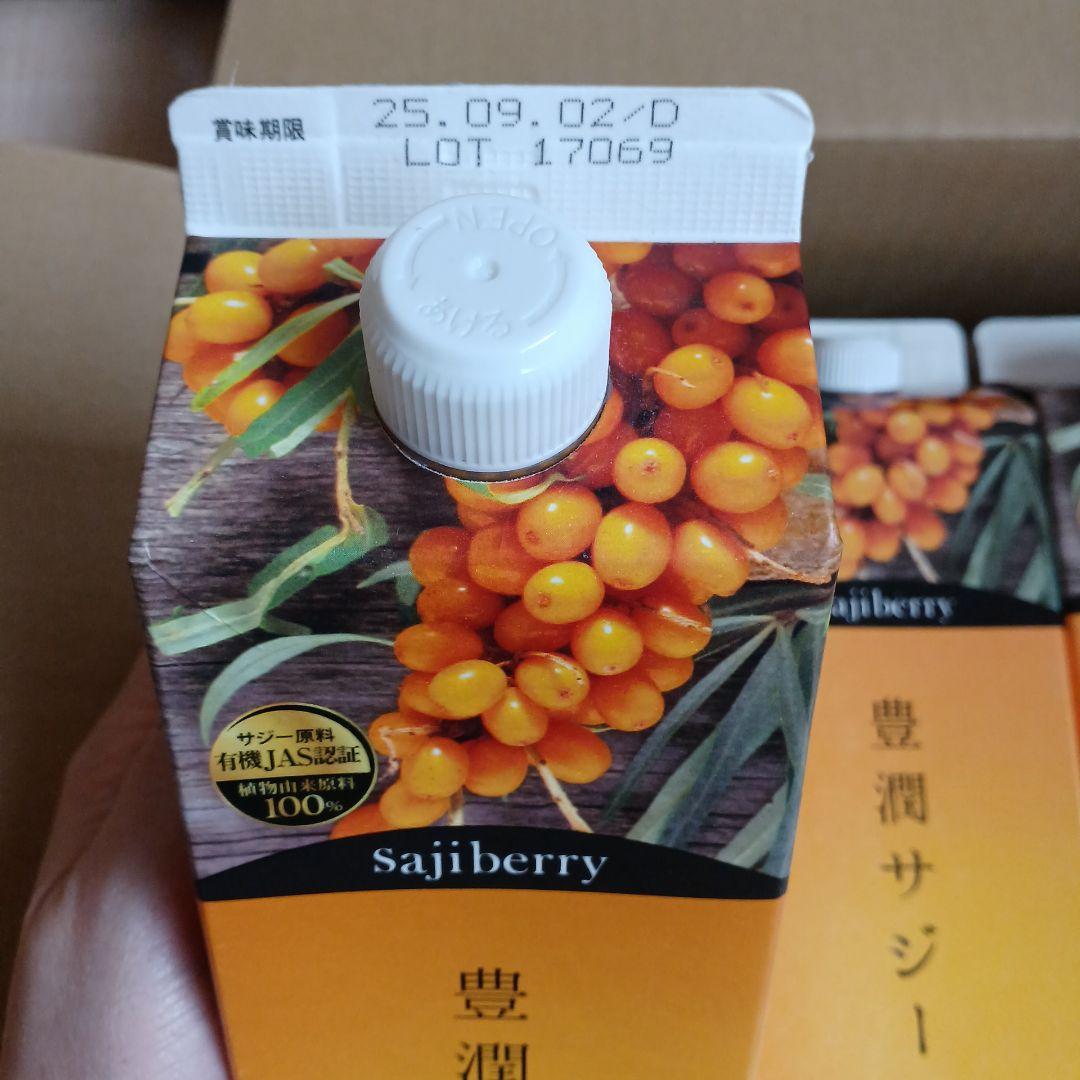 賞味期限
25.09.02/D
LOT 17069
OPEN
あける
サジー原料
有機JAS認証
植物由来原料
100%
sajiberry
豊潤
ajiberry
豊潤サジー